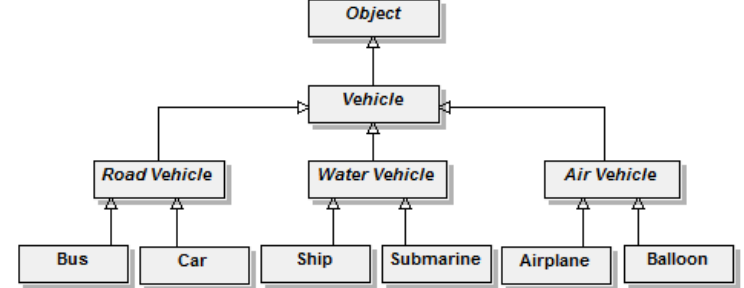 Object
Vehicle
Road Vehicle
Water Vehicle
Air Vehicle
Bus
Car
Ship
Submarine
Airplane
Balloon